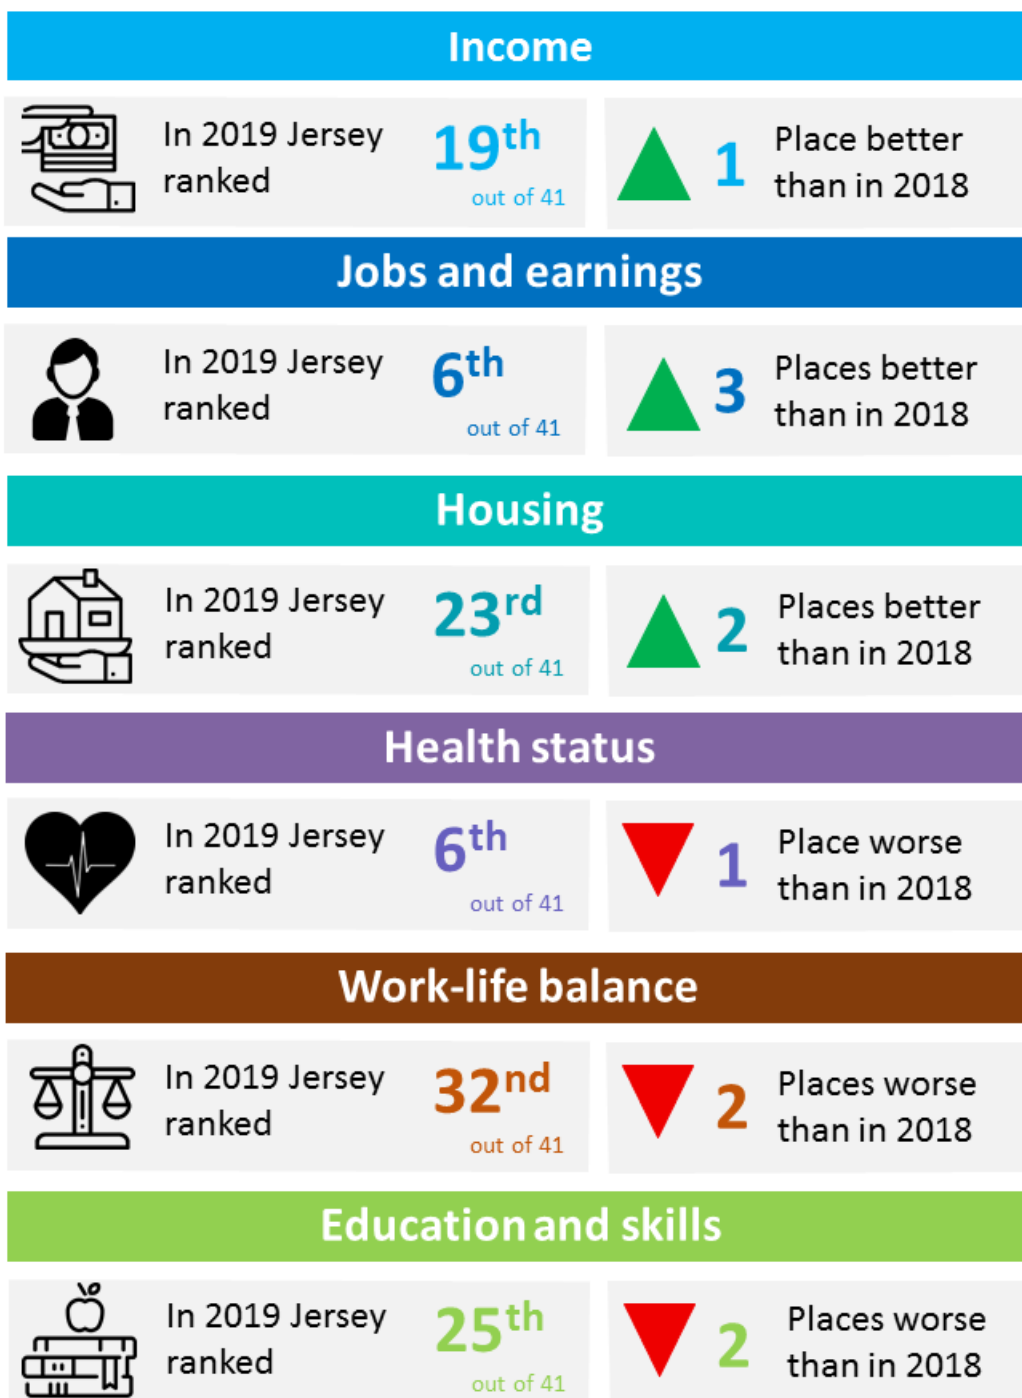 Income
In 2019 Jersey
ranked
19th
out of 41
1
Place better
than in 2018
Jobs and earnings
In 2019 Jersey
ranked
6th
out of 41
3
Places better
than in 2018
Housing
In 2019 Jersey
ranked
23rd
out of 41
2
Places better
than in 2018
Health status
In 2019 Jersey
ranked
6th
out of 41
1
Place worse
than in 2018
Work-life balance
In 2019 Jersey
ranked
32nd
out of 41
2
Places worse
than in 2018
Education and skills
In 2019 Jersey
ranked
25th
out of 41
2
Places worse
than in 2018